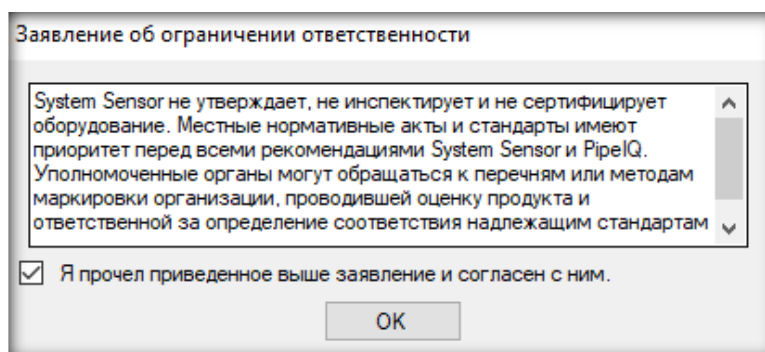 Заявление об ограничении ответственности
System Sensor не утверждает, не инспектирует и не сертифицирует
оборудование. Местные нормативные акты и стандарты имеют
приоритет перед всеми рекомендациями System Sensor и PipeIQ.
Уполномоченные органы могут обращаться к перечням или методам
маркировки организации, проводившей оценку продукта и
ответственной за определение соответствия надлежащим стандартам
Я прочел приведенное выше заявление и согласен с ним.
OK